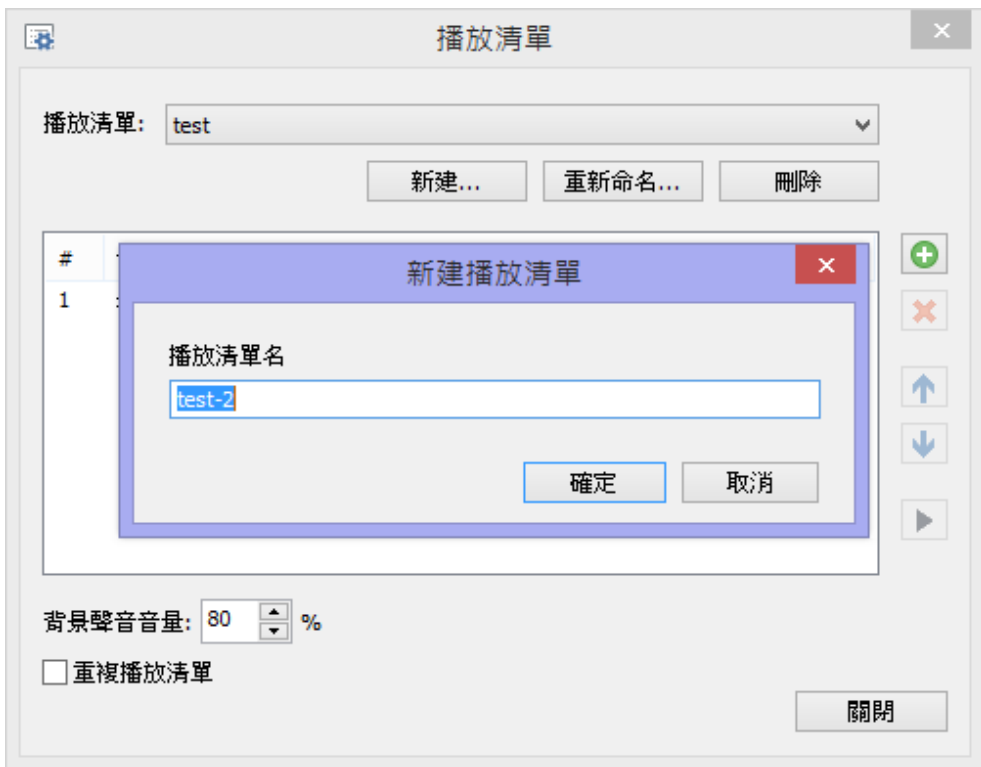 播放清單
播放清單: test
新建... 重新命名... 刪除
#
1
新建播放清單
播放清單名
test-2
確定 取消
背景聲音音量: 80 %
重複播放清單
關閉